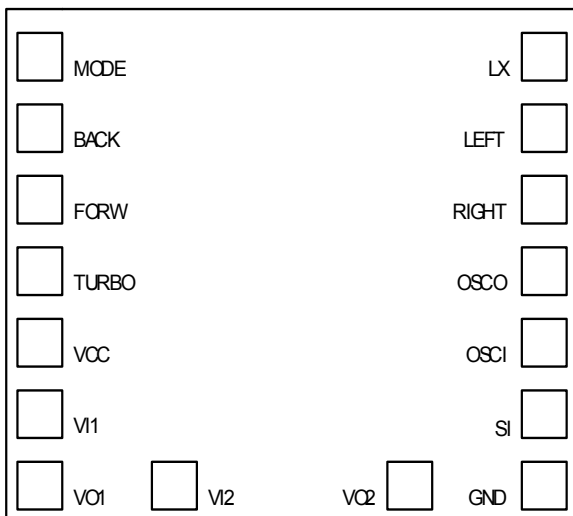 MODE LX
BACK LEFT
FORW RIGHT
TURBO OSCO
VCC OSCI
VI1 SI
VO1 VI2 VO2 GND